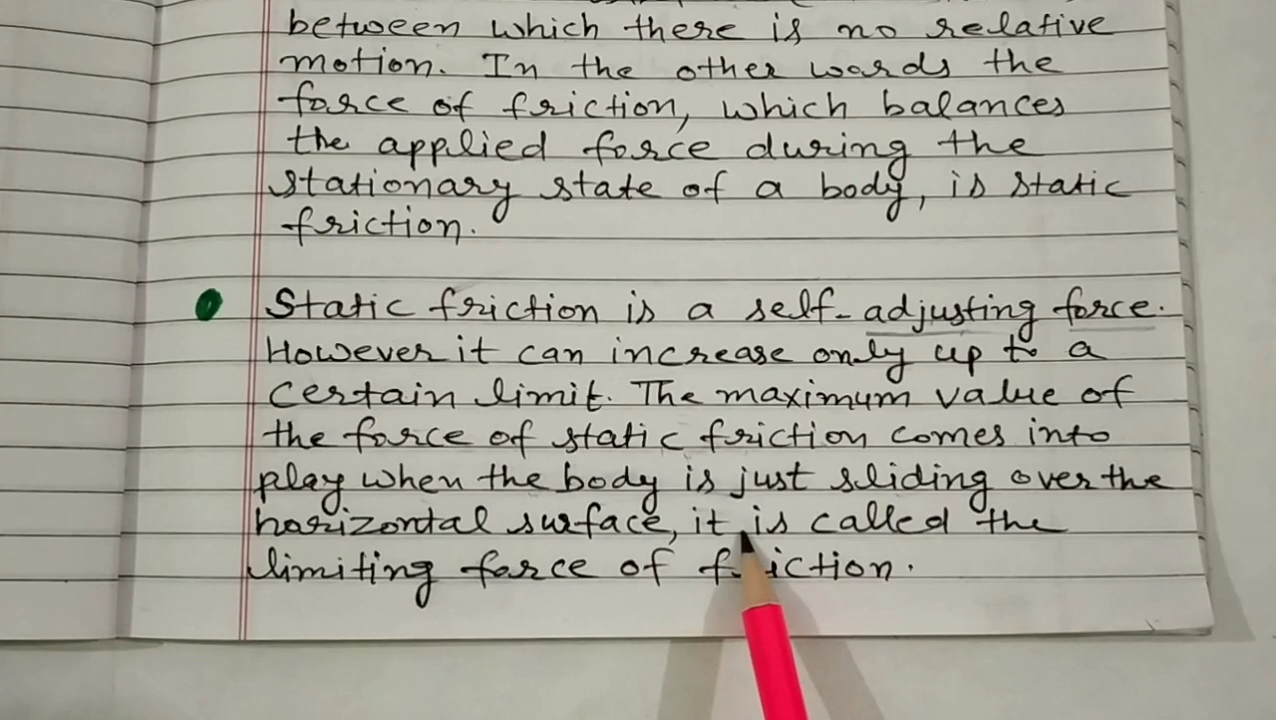 between which there is no relative
motion. In the other words the
force of friction, which balances
the applied force during the
stationary state of a body, is static
friction.
Static friction is a self-adjusting force.
However it can increase only up to a
certain limit. The maximum value of
the force of static friction comes into
play when the body is just sliding over the
horizontal surface, it is called the
limiting force of friction.